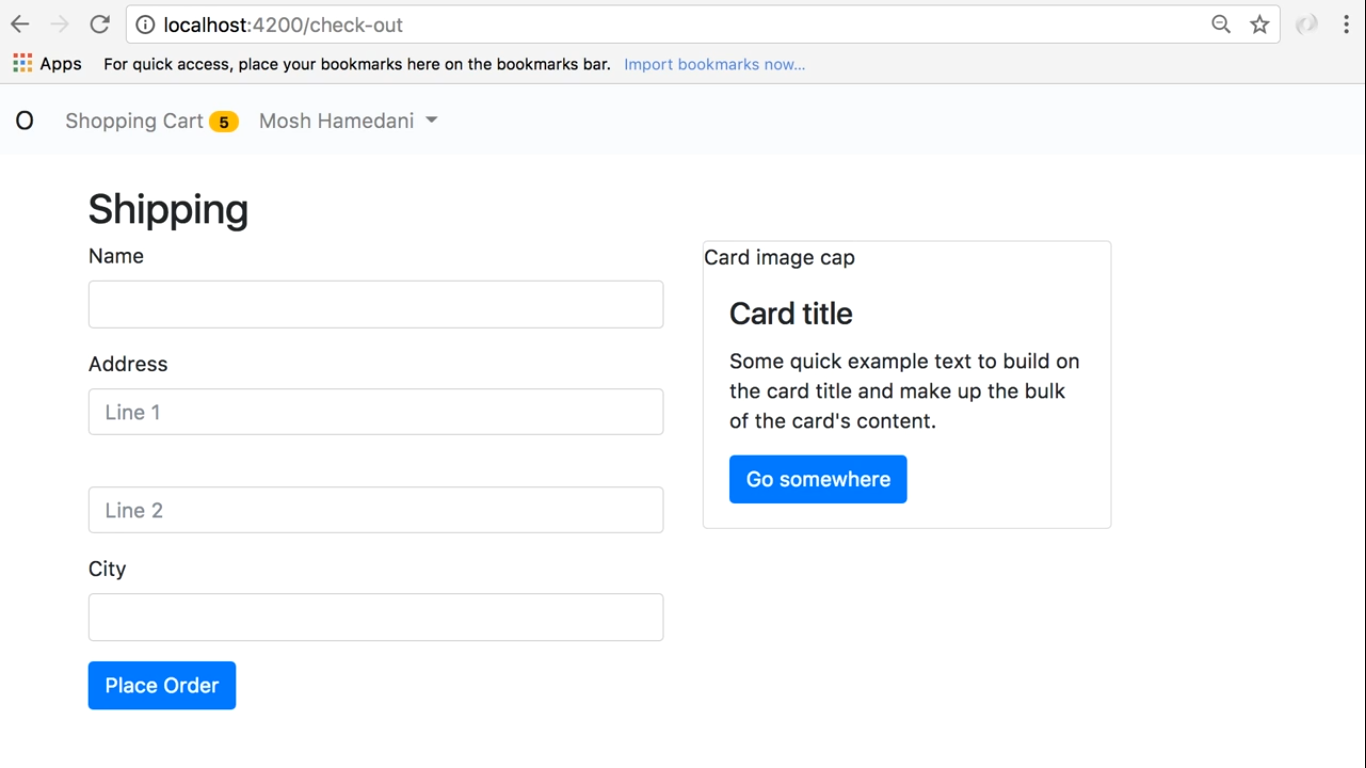 localhost:4200/check-out
Apps For quick access, place your bookmarks here on the bookmarks bar. Import bookmarks now...
O Shopping Cart 5 Mosh Hamedani
Shipping
Name
Address
Line 1
Line 2
City
Place Order
Card image cap
Card title
Some quick example text to build on
the card title and make up the bulk
of the card's content.
Go somewhere